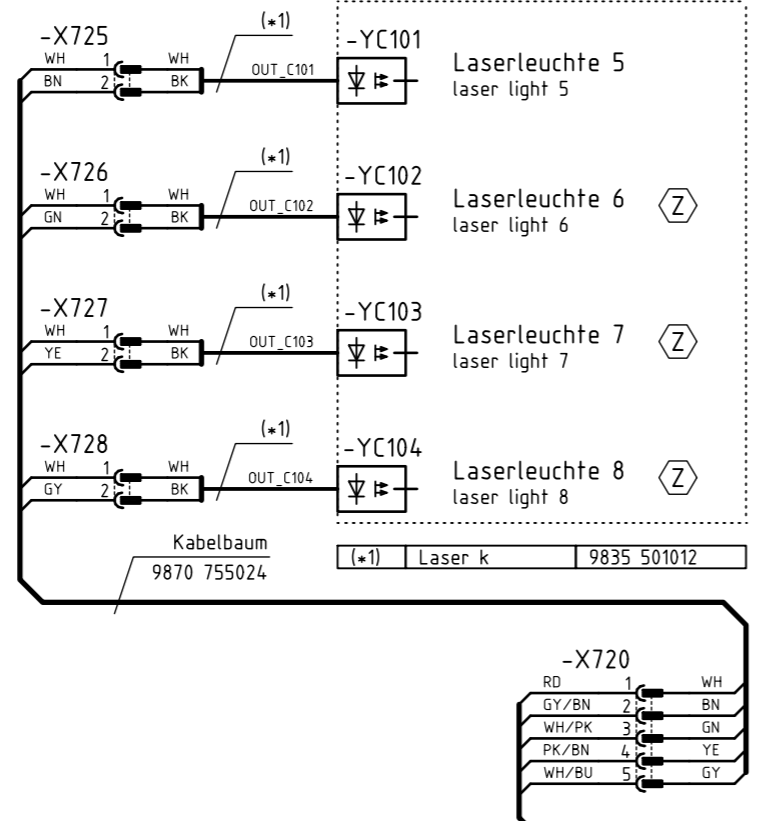 -X725
(*1)
-YC101
WH 1 WH
BN 2 BK
OUT_C101
Laserleuchte 5
laser light 5
-X726
(*1)
-YC102
WH 1 WH
GN 2 BK
OUT_C102
Laserleuchte 6
laser light 6
Z
-X727
(*1)
-YC103
WH 1 WH
YE 2 BK
OUT_C103
Laserleuchte 7
laser light 7
Z
-X728
(*1)
-YC104
WH 1 WH
GY 2 BK
OUT_C104
Laserleuchte 8
laser light 8
Z
Kabelbaum
9870 755024
(*1) Laser k 9835 501012
-X720
RD 1 WH
GY/BN 2 BN
WH/PK 3 GN
PK/BN 4 YE
WH/BU 5 GY